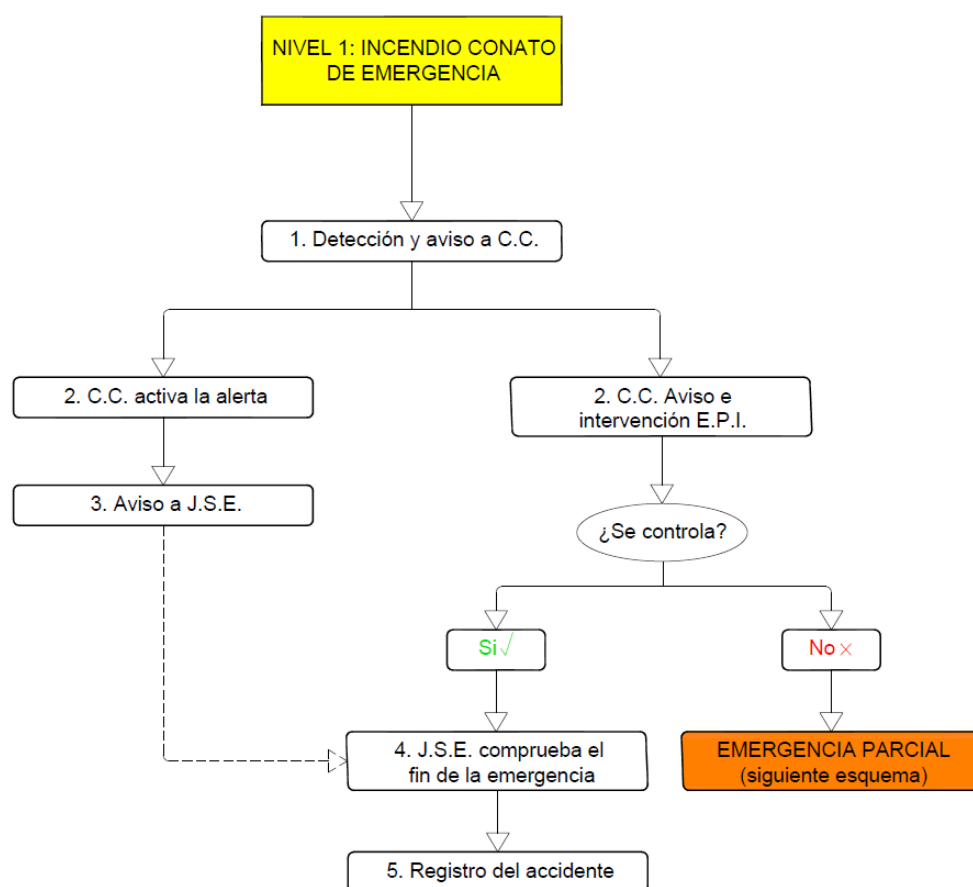 NIVEL 1: INCENDIO CONATO
DE EMERGENCIA
1. Detección y aviso a C.C.
2. C.C. activa la alerta
2. C.C. Aviso e
intervención E.P.I.
3. Aviso a J.S.E.
¿Se controla?
Si √
No ×
4. J.S.E. comprueba el
fin de la emergencia
EMERGENCIA PARCIAL
(siguiente esquema)
5. Registro del accidente